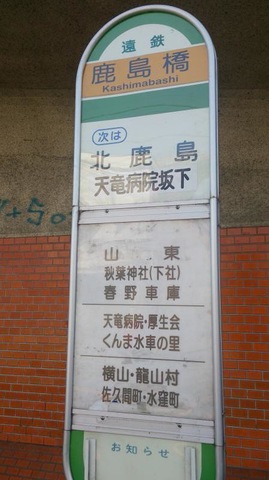 遠鉄
鹿島橋
Kashimabashi
次は
北鹿島
天竜病院坂下
山東
秋葉神社(下社)
春野車庫
天竜病院・厚生会
くんま水車の里
横山・龍山村
佐久間町・水窪町
お知らせ